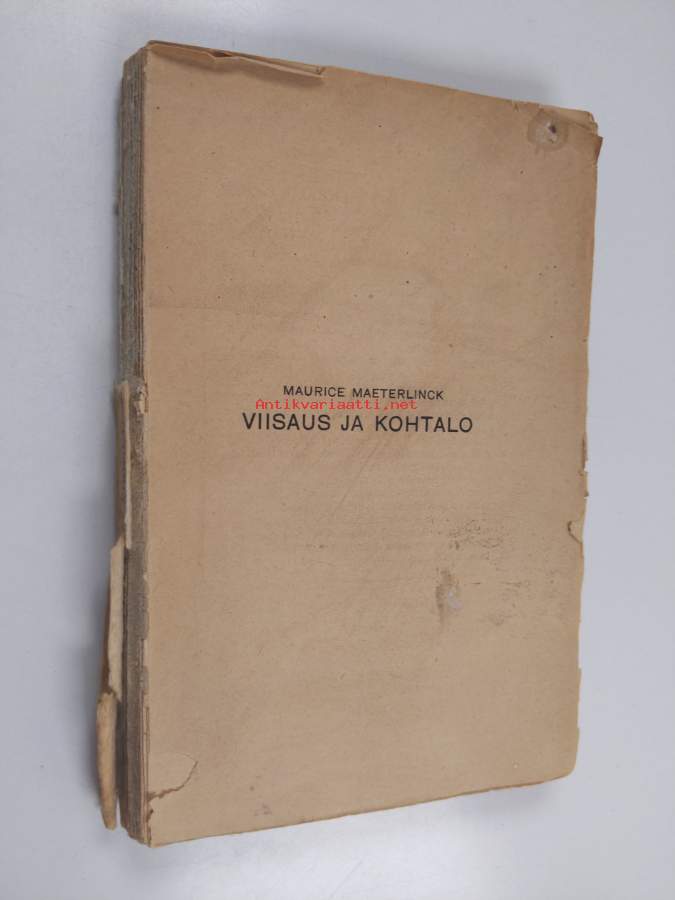 MAURICE MAETERLINCK
Antikvariaatti.net
VIISAUS JA KOHTALO